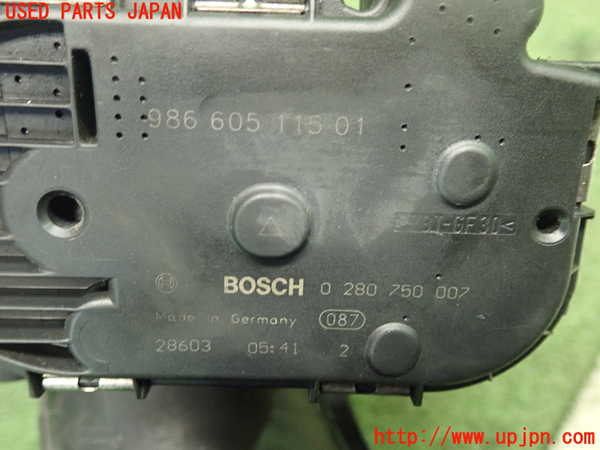 USED PARTS JAPAN
986 605 115 01
BOSCH 0 280 750 007
Made in Germany 087
28603 05:41 2
http://www.upjpn.com/